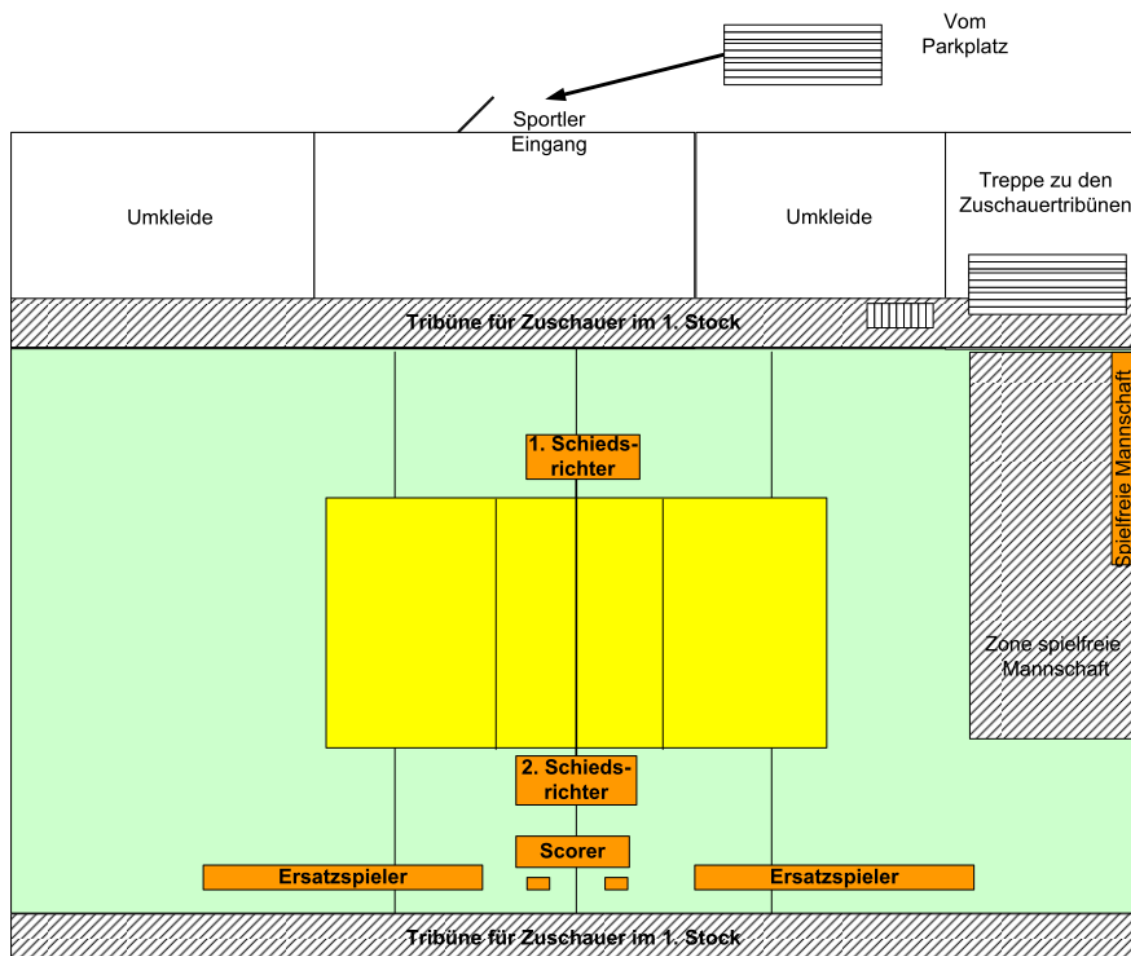 Vom
Parkplatz
Sportler
Eingang
Umkleide
Umkleide
Treppe zu den
Zuschauertribünen
Tribüne für Zuschauer im 1. Stock
1. Schieds-
richter
Spielfreie Mannschaft
Zone spielfreie
Mannschaft
2. Schieds-
richter
Scorer
Ersatzspieler
Ersatzspieler
Tribüne für Zuschauer im 1. Stock